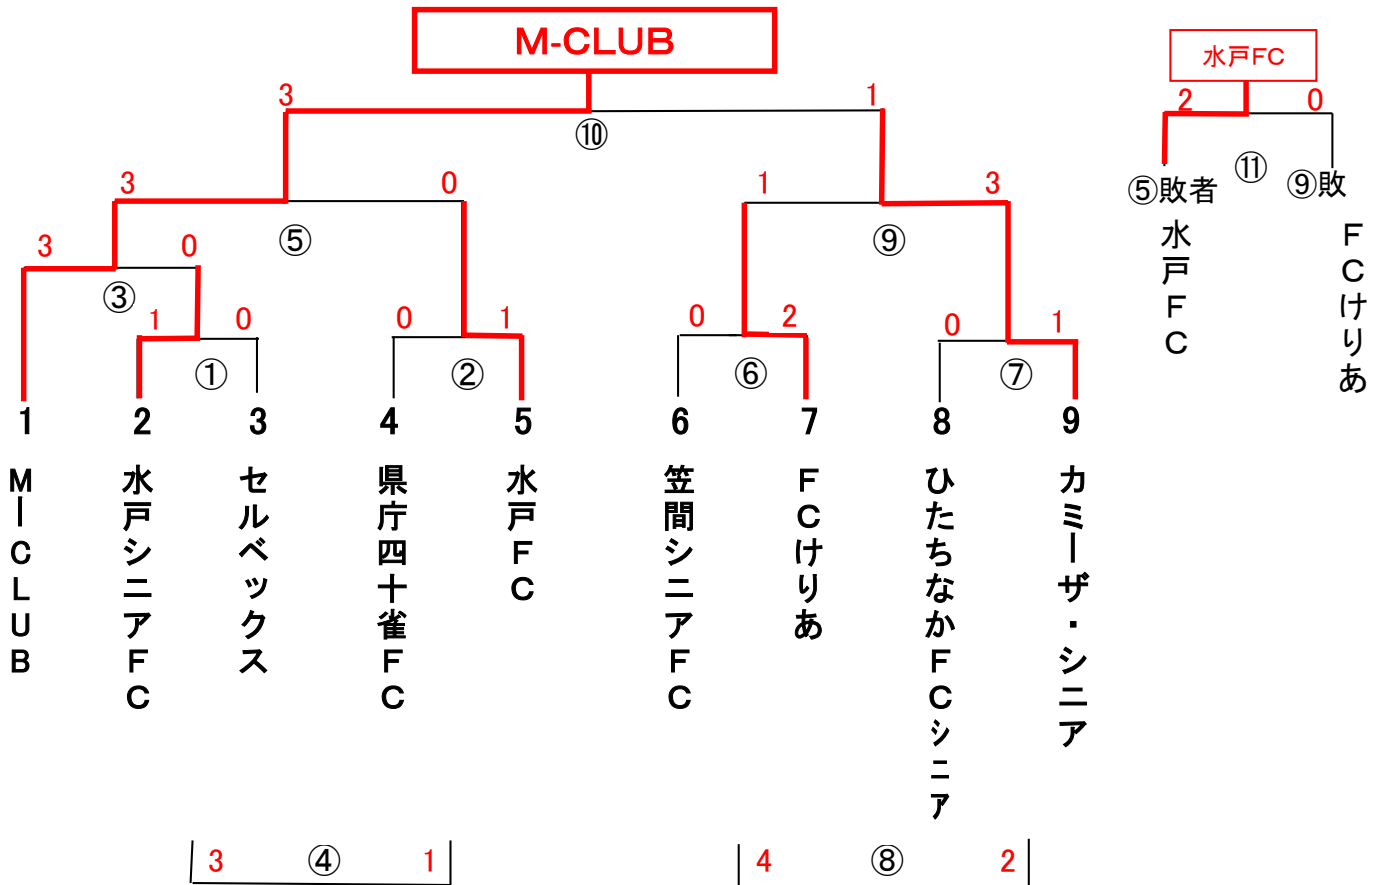 M-CLUB
水戸FC
3 1
⑩
2 0
⑪
⑤敗者 ⑨敗
水戸FC
FCけりあ
3 0 1 3
⑤ ⑨
3 0
③
1 0 0 1 0 2 0 1
① ② ⑥ ⑦
1 2 3 4 5 6 7 8 9
MーCLUB
水戸シニアFC
セルベックス
県庁四十雀FC
水戸FC
笠間シニアFC
FCけりあ
ひたちなかFCシニア
カミーザ・シニア
3 ④ 1 4 ⑧ 2